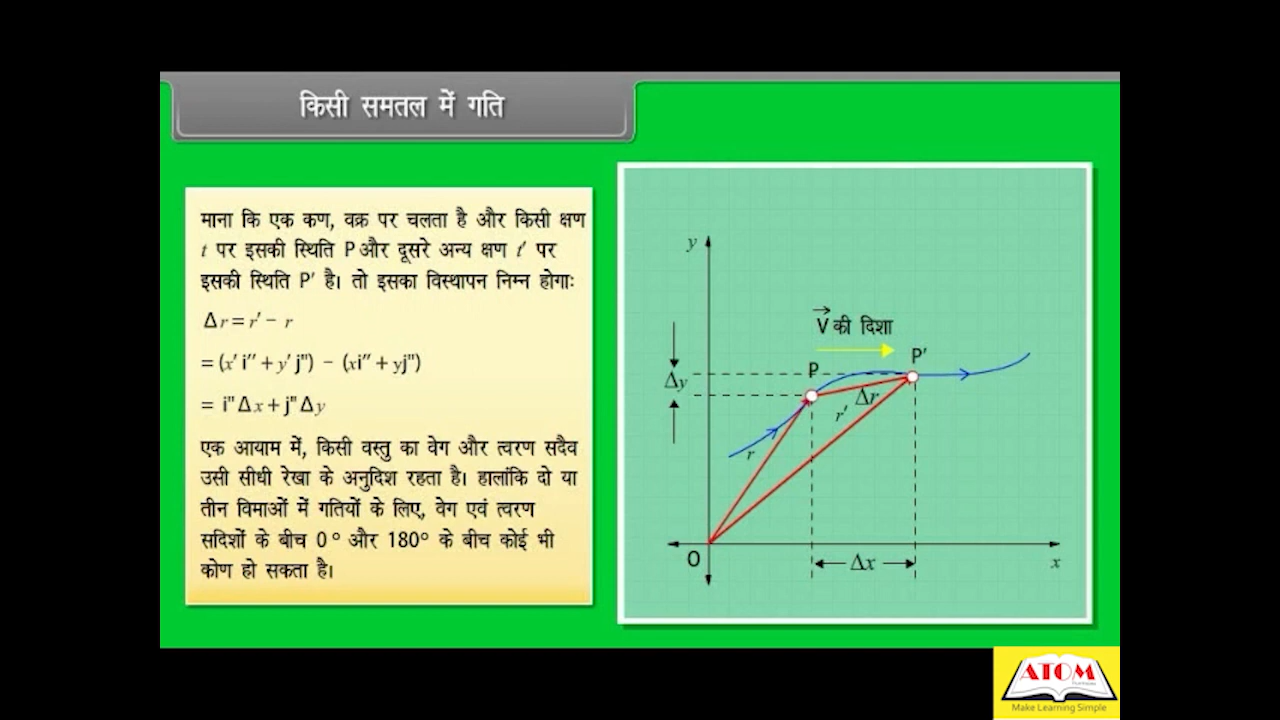 किसी समतल में गति
माना कि एक कण, वक्र पर चलता है और किसी क्षण
t पर इसकी स्थिति P और दूसरे अन्य क्षण t' पर
इसकी स्थिति P' है। तो इसका विस्थापन निम्न होगाः
Δr = r' − r
= (x' i'' + y' j'') − (xi'' + yj'')
= i'' Δx + j'' Δy
एक आयाम में, किसी वस्तु का वेग और त्वरण सदैव
उसी सीधी रेखा के अनुदिश रहता है। हालांकि दो या
तीन विमाओं में गतियों के लिए, वेग एवं त्वरण
सदिशों के बीच 0° और 180° के बीच कोई भी
कोण हो सकता है।
y
V⃗ की दिशा
P
P'
Δy
Δr
r'
r
O
Δx
x
ATOM
Make Learning Simple